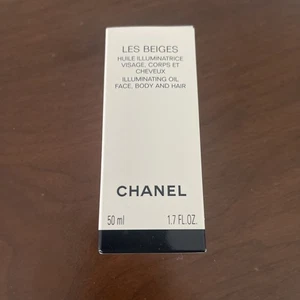 LES BEIGES
HUILE ILLUMINATRICE
VISAGE, CORPS ET
CHEVEUX
ILLUMINATING OIL
FACE, BODY AND HAIR
CHANEL
50 ml 1.7 FL.OZ.